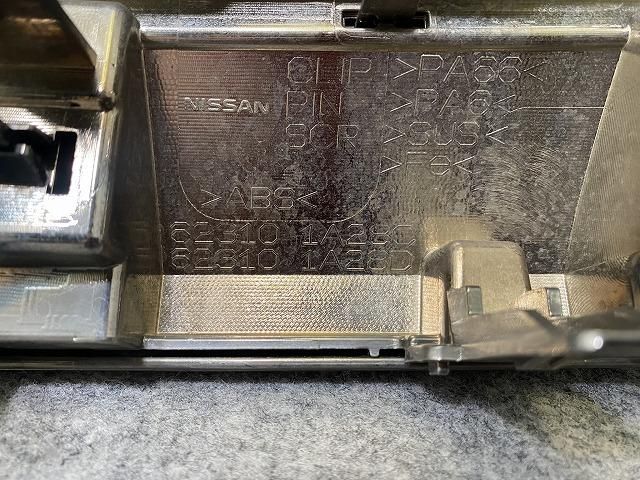 CLIP >PA66<
NISSAN PIN >PA6<
SCR >SUS<
>Fe<
>ABS<
62310 1A28C
62310 1A28D